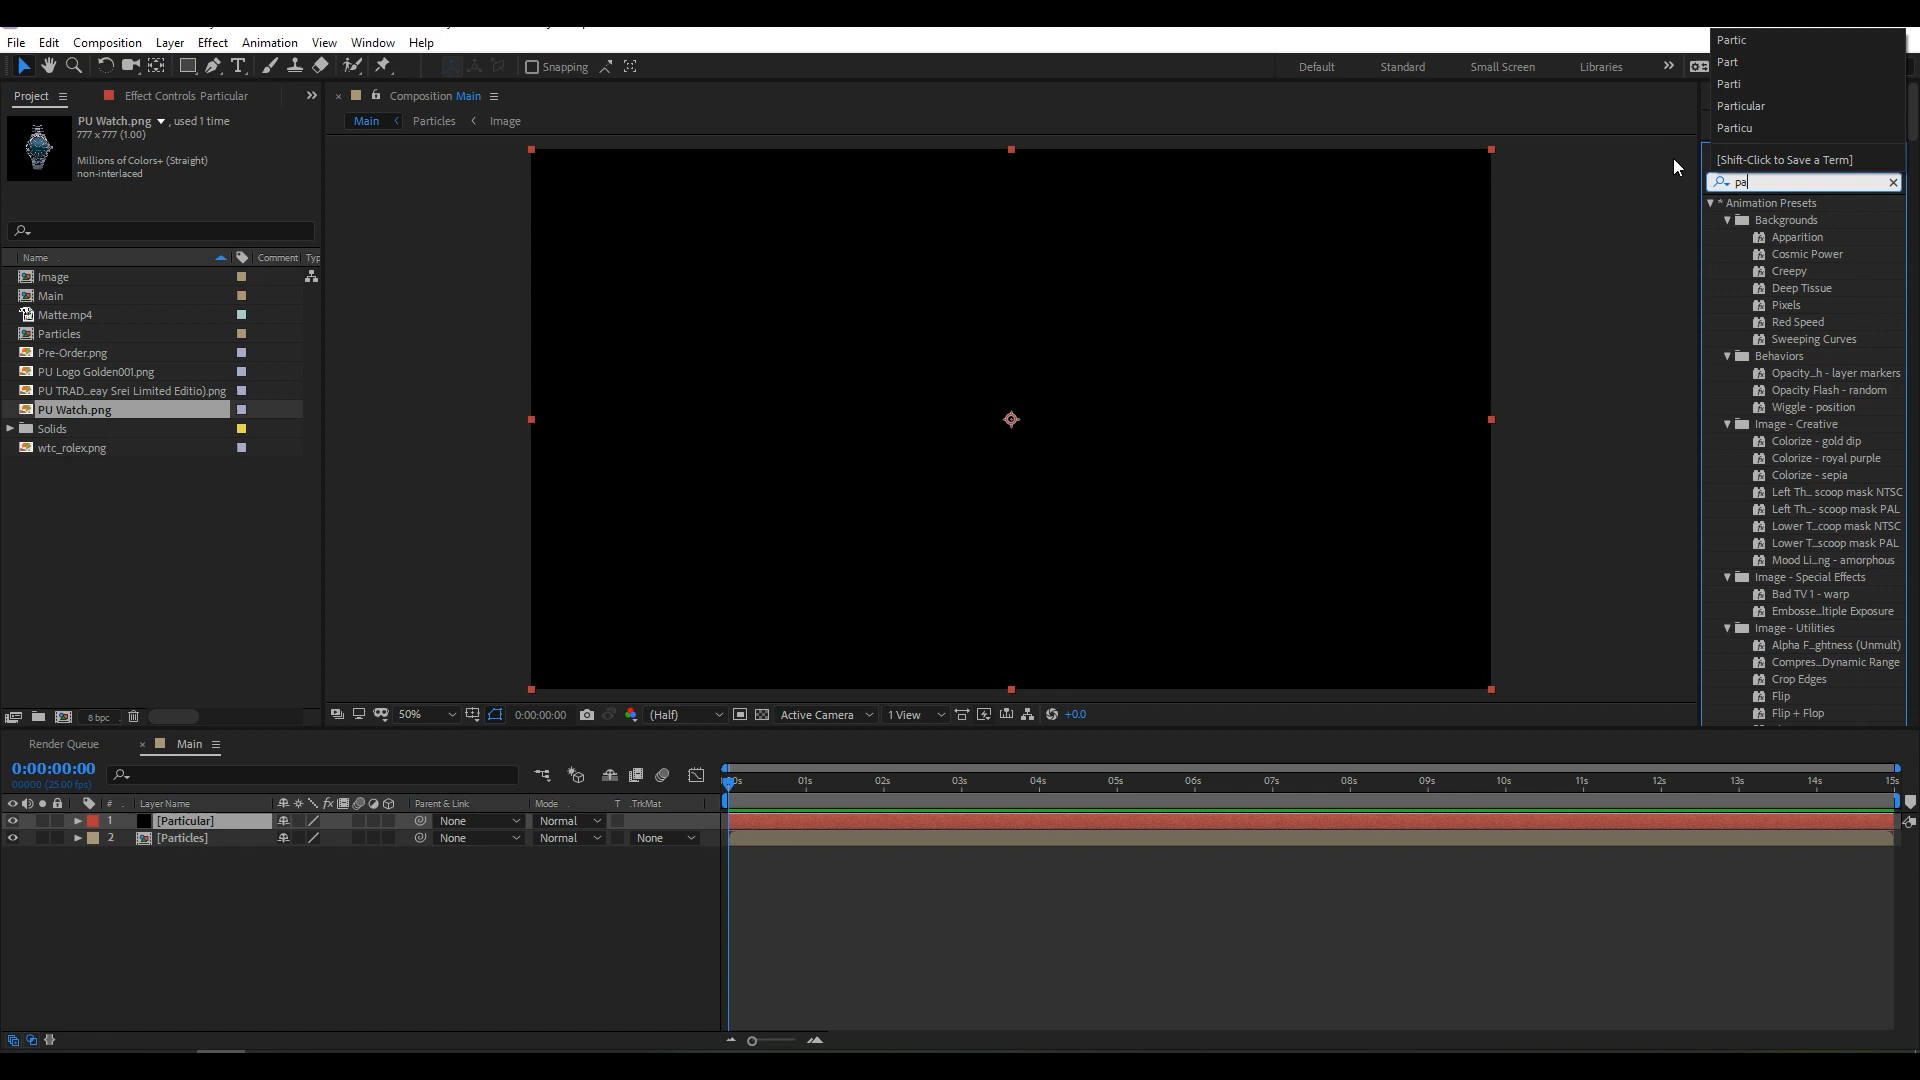 File Edit Composition Layer Effect Animation View Window Help
Snapping
Default Standard Small Screen Libraries »
Project
Effect Controls Particular »
PU Watch.png , used 1 time
777 x 777 (1.00)
Millions of Colors+ (Straight)
non-interlaced
Name Comment Typ
Image
Main
Matte.mp4
Particles
Pre-Order.png
PU Logo Golden001.png
PU TRAD...eay Srei Limited Editio).png
PU Watch.png
Solids
wtc_rolex.png
8 bpc
× Composition Main
Main < Particles < Image
50% 0:00:00:00 (Half) Active Camera 1 View +0.0
Partic
Part
Parti
Particular
Particu
[Shift-Click to Save a Term]
pa
* Animation Presets
Backgrounds
Apparition
Cosmic Power
Creepy
Deep Tissue
Pixels
Red Speed
Sweeping Curves
Behaviors
Opacity...h - layer markers
Opacity Flash - random
Wiggle - position
Image - Creative
Colorize - gold dip
Colorize - royal purple
Colorize - sepia
Left Th... scoop mask NTSC
Left Th...- scoop mask PAL
Lower T...coop mask NTSC
Lower T...scoop mask PAL
Mood Li...ng - amorphous
Image - Special Effects
Bad TV 1 - warp
Embosse...ltiple Exposure
Image - Utilities
Alpha F...ghtness (Unmult)
Compres...Dynamic Range
Crop Edges
Flip
Flip + Flop
Render Queue × Main
0:00:00:00
00000 (25.00 fps)
# Layer Name Parent & Link Mode T .TrkMat
1 [Particular] None Normal
2 [Particles] None Normal None
00s 01s 02s 03s 04s 05s 06s 07s 08s 09s 10s 11s 12s 13s 14s 15s